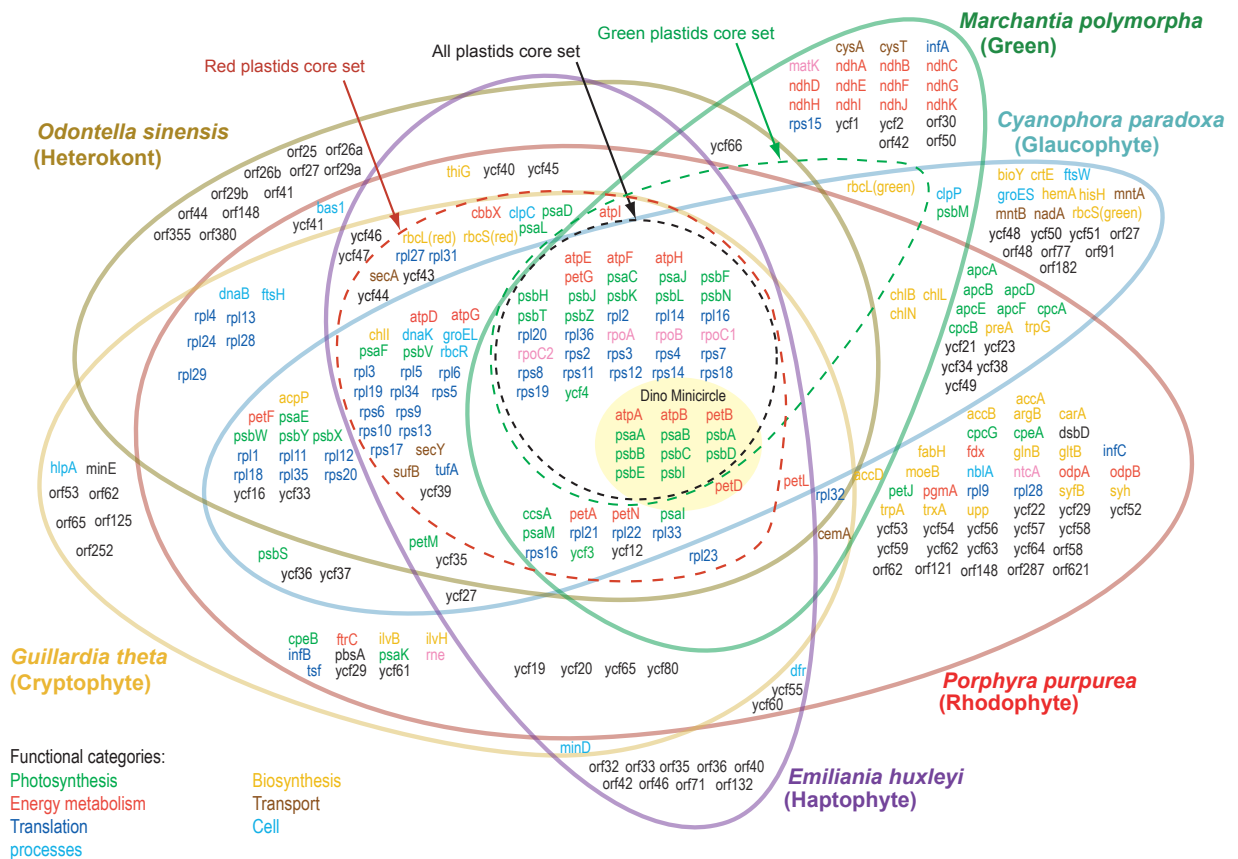 Green plastids core set
Marchantia polymorpha
(Green)
All plastids core set
Red plastids core set
cysA cysT infA
matK ndhA ndhB ndhC
ndhD ndhE ndhF ndhG
ndhH ndhI ndhJ ndhK
rps15 ycf1 ycf2 orf30
orf42 orf50
Odontella sinensis
(Heterokont)
Cyanophora paradoxa
(Glaucophyte)
ycf66
orf25 orf26a
orf26b orf27 orf29a
orf29b orf41
orf44 orf148
orf355 orf380
thiG ycf40 ycf45
rbcL(green)
clpP
psbM
bioY crtE ftsW
groES hemA hisH mntA
mntB nadA rbcS(green)
ycf48 ycf50 ycf51 orf27
orf48 orf77 orf91
orf182
bas1
ycf41
ycf46
ycf47
cbbX clpC psaD
psaL
atpI
rbcL(red) rbcS(red)
rpl27 rpl31
secA ycf43
ycf44
atpE atpF atpH
petG psaC psaJ psbF
psbH psbJ psbK psbL psbN
psbT psbZ rpl2 rpl14 rpl16
rpl20 rpl36 rpoA rpoB rpoC1
rpoC2 rps2 rps3 rps4 rps7
rps8 rps11 rps12 rps14 rps18
rps19 ycf4
Dino Minicircle
atpA atpB petB
psaA psaB psbA
psbB psbC psbD
psbE psbI
petD
chlB chlL
chlN
apcA
apcB apcD
apcE apcF cpcA
cpcB preA trpG
ycf21 ycf23
ycf34 ycf38
ycf49
dnaB ftsH
rpl4 rpl13
rpl24 rpl28
rpl29
atpD atpG
chlI dnaK groEL
psaF psbV rbcR
rpl3 rpl5 rpl6
rpl19 rpl34 rps5
rps6 rps9
rps10 rps13
rps17 secY
sufB tufA
ycf39
acpP
petF psaE
psbW psbY psbX
rpl1 rpl11 rpl12
rpl18 rpl35 rps20
ycf16 ycf33
hlpA minE
orf53 orf62
orf65 orf125
orf252
petL
rpl32
accD
cemA
accA
accB argB carA
cpcG cpeA dsbD
fabH fdx glnB gltB infC
moeB nblA ntcA odpA odpB
petJ pgmA rpl9 rpl28 syfB syh
trpA trxA upp ycf22 ycf29 ycf52
ycf53 ycf54 ycf56 ycf57 ycf58
ycf59 ycf62 ycf63 ycf64 orf58
orf62 orf121 orf148 orf287 orf621
ccsA petA petN psaI
psaM rpl21 rpl22 rpl33
rps16 ycf3 ycf12
rpl23
petM
ycf35
psbS
ycf36 ycf37
ycf27
cpeB ftrC ilvB ilvH
infB pbsA psaK rne
tsf ycf29 ycf61
ycf19 ycf20 ycf65 ycf80
dfr
ycf55
ycf60
Guillardia theta
(Cryptophyte)
Porphyra purpurea
(Rhodophyte)
minD
orf32 orf33 orf35 orf36 orf40
orf42 orf46 orf71 orf132
Emiliania huxleyi
(Haptophyte)
Functional categories:
Photosynthesis Biosynthesis
Energy metabolism Transport
Translation Cell
processes